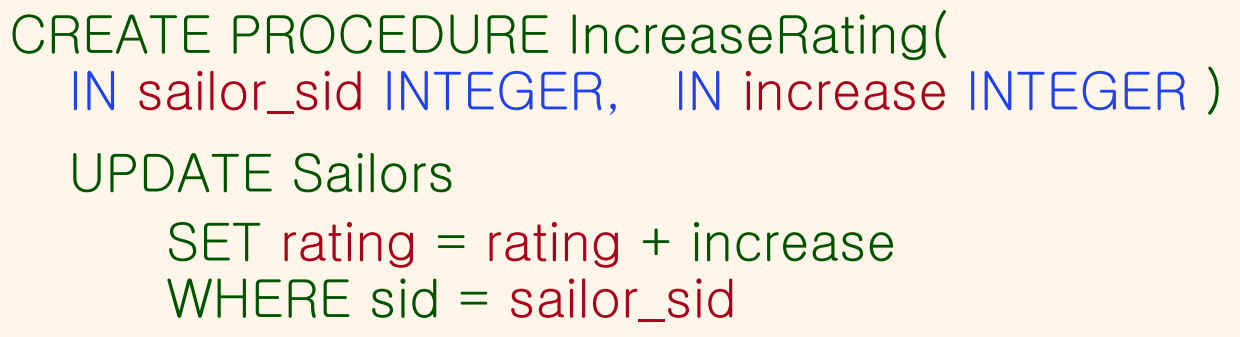 CREATE PROCEDURE IncreaseRating(
IN sailor_sid INTEGER, IN increase INTEGER )
UPDATE Sailors
SET rating = rating + increase
WHERE sid = sailor_sid